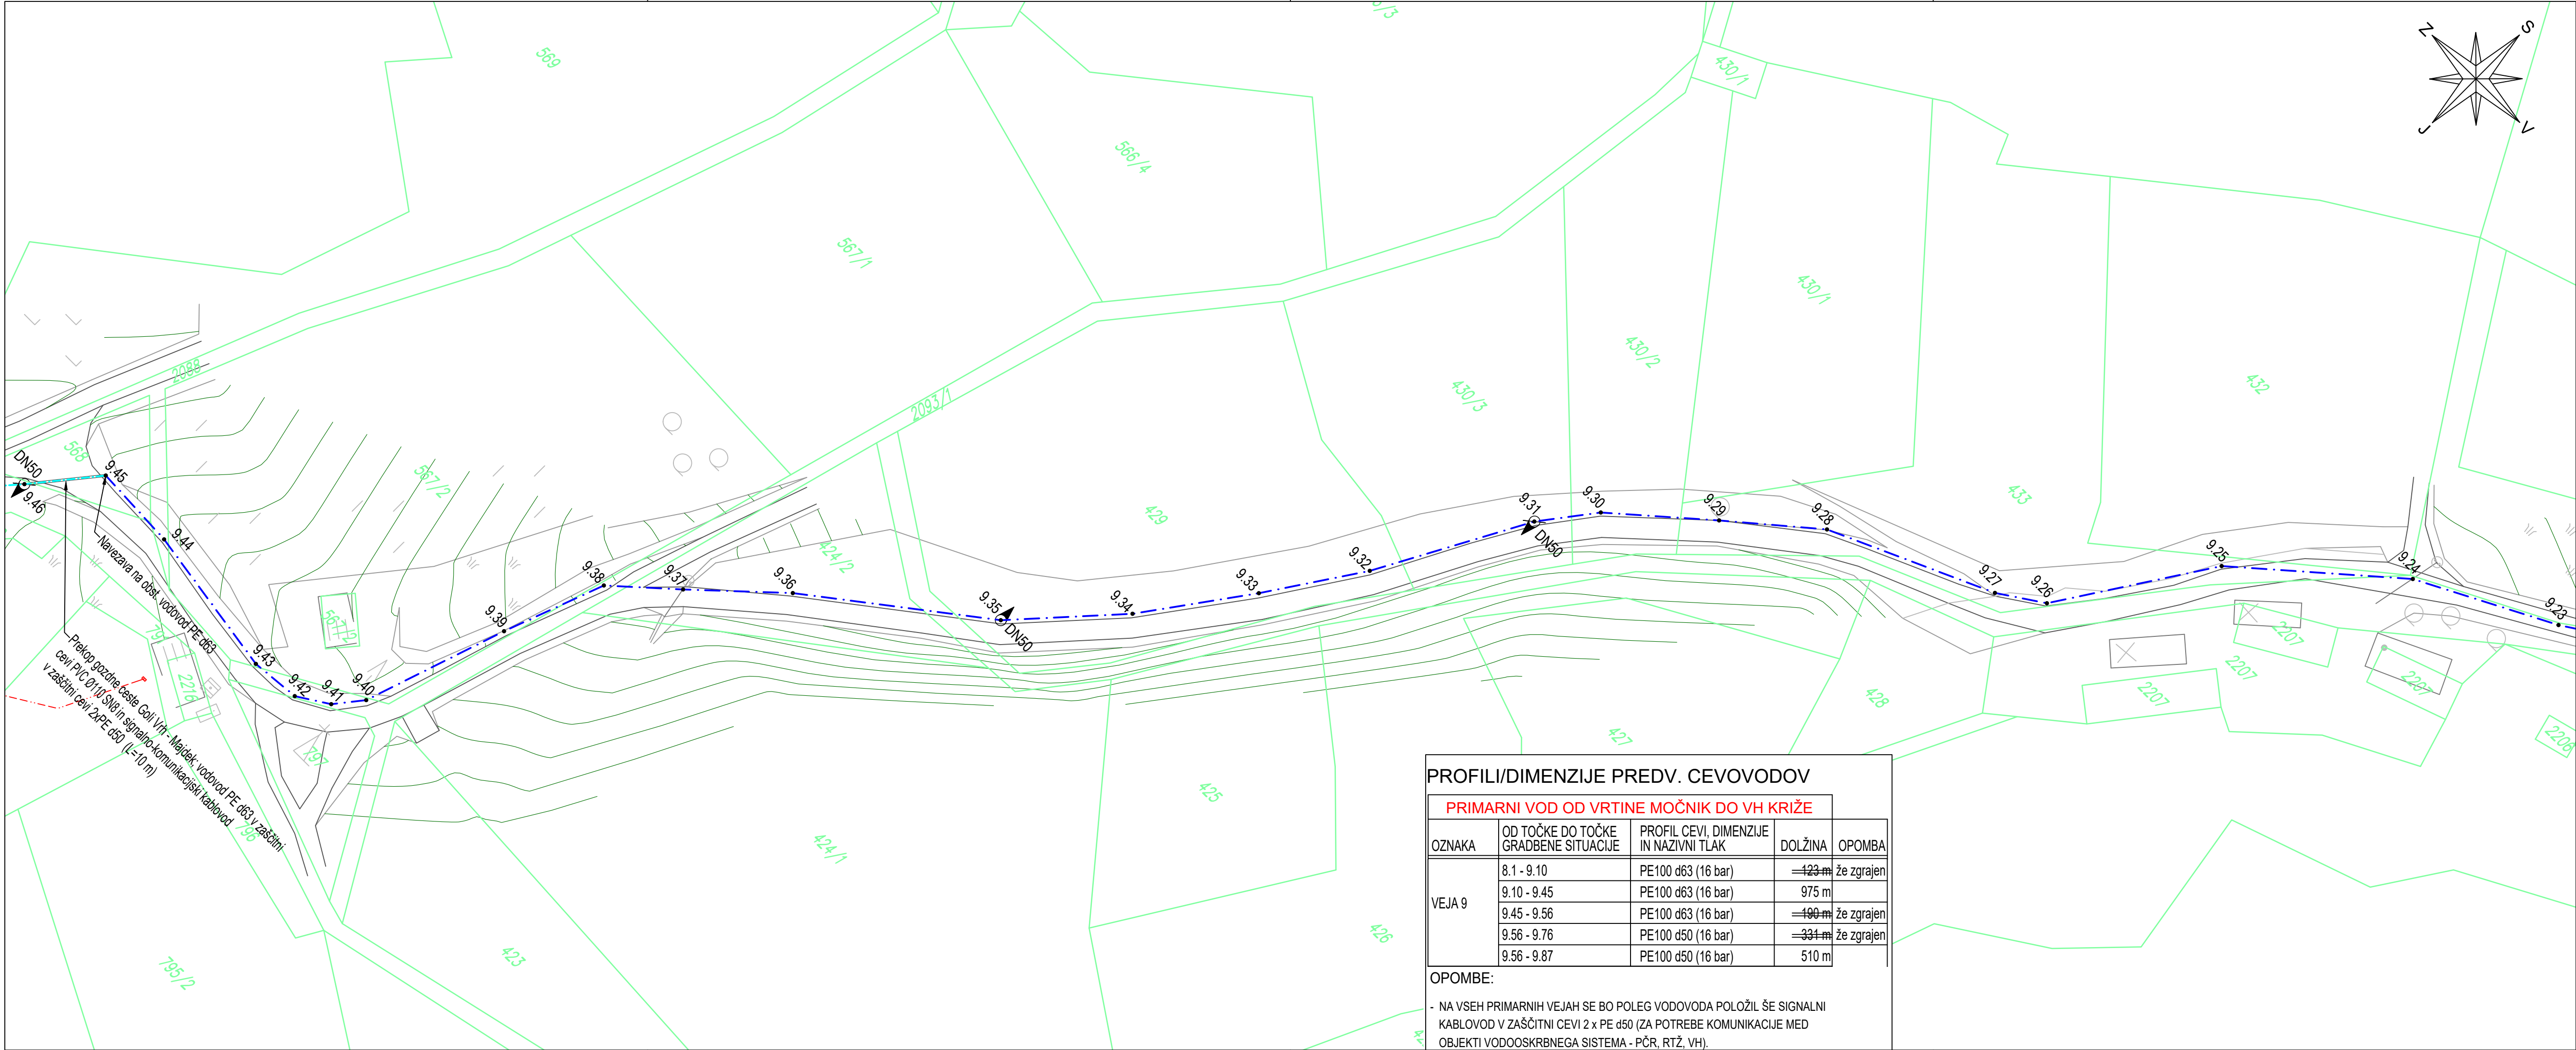 569
5/3
430/1
Z
S
J
V
566/4
567/1
430/1
430/2
430/3
432
2088
2093/1
568
DN50
9.46
9.45
567/2
9.44
Navezava na obst. vodovod PE d63
Prekop gozdne ceste Goli Vrh - Majdek: vodovod PE d63 v zaščitni
cevi PVC Ø110 SN8 in signalno-komunikacijski kablovod
v zaščitni cevi 2xPE d50 (L=10 m)
9.43
9.42
9.41
9.40
9.39
9.38
9.37
9.36
424/2
9.35
DN50
9.34
429
9.33
9.32
9.31
DN50
9.30
9.29
9.28
433
9.27
9.26
9.25
9.24
9.23
567/2
2216
797
796
795/2
423
424/1
425
426
427
428
2207
2207
2207
2207
2206
PROFILI/DIMENZIJE PREDV. CEVOVODOV
PRIMARNI VOD OD VRTINE MOČNIK DO VH KRIŽE
OZNAKA
OD TOČKE DO TOČKE
GRADBENE SITUACIJE
PROFIL CEVI, DIMENZIJE
IN NAZIVNI TLAK
DOLŽINA
OPOMBA
VEJA 9
8.1 - 9.10 PE100 d63 (16 bar) 123 m že zgrajen
9.10 - 9.45 PE100 d63 (16 bar) 975 m
9.45 - 9.56 PE100 d63 (16 bar) 190 m že zgrajen
9.56 - 9.76 PE100 d50 (16 bar) 331 m že zgrajen
9.56 - 9.87 PE100 d50 (16 bar) 510 m
OPOMBE:
- NA VSEH PRIMARNIH VEJAH SE BO POLEG VODOVODA POLOŽIL ŠE SIGNALNI
KABLOVOD V ZAŠČITNI CEVI 2 x PE d50 (ZA POTREBE KOMUNIKACIJE MED
OBJEKTI VODOOSKRBNEGA SISTEMA - PČR, RTŽ, VH).